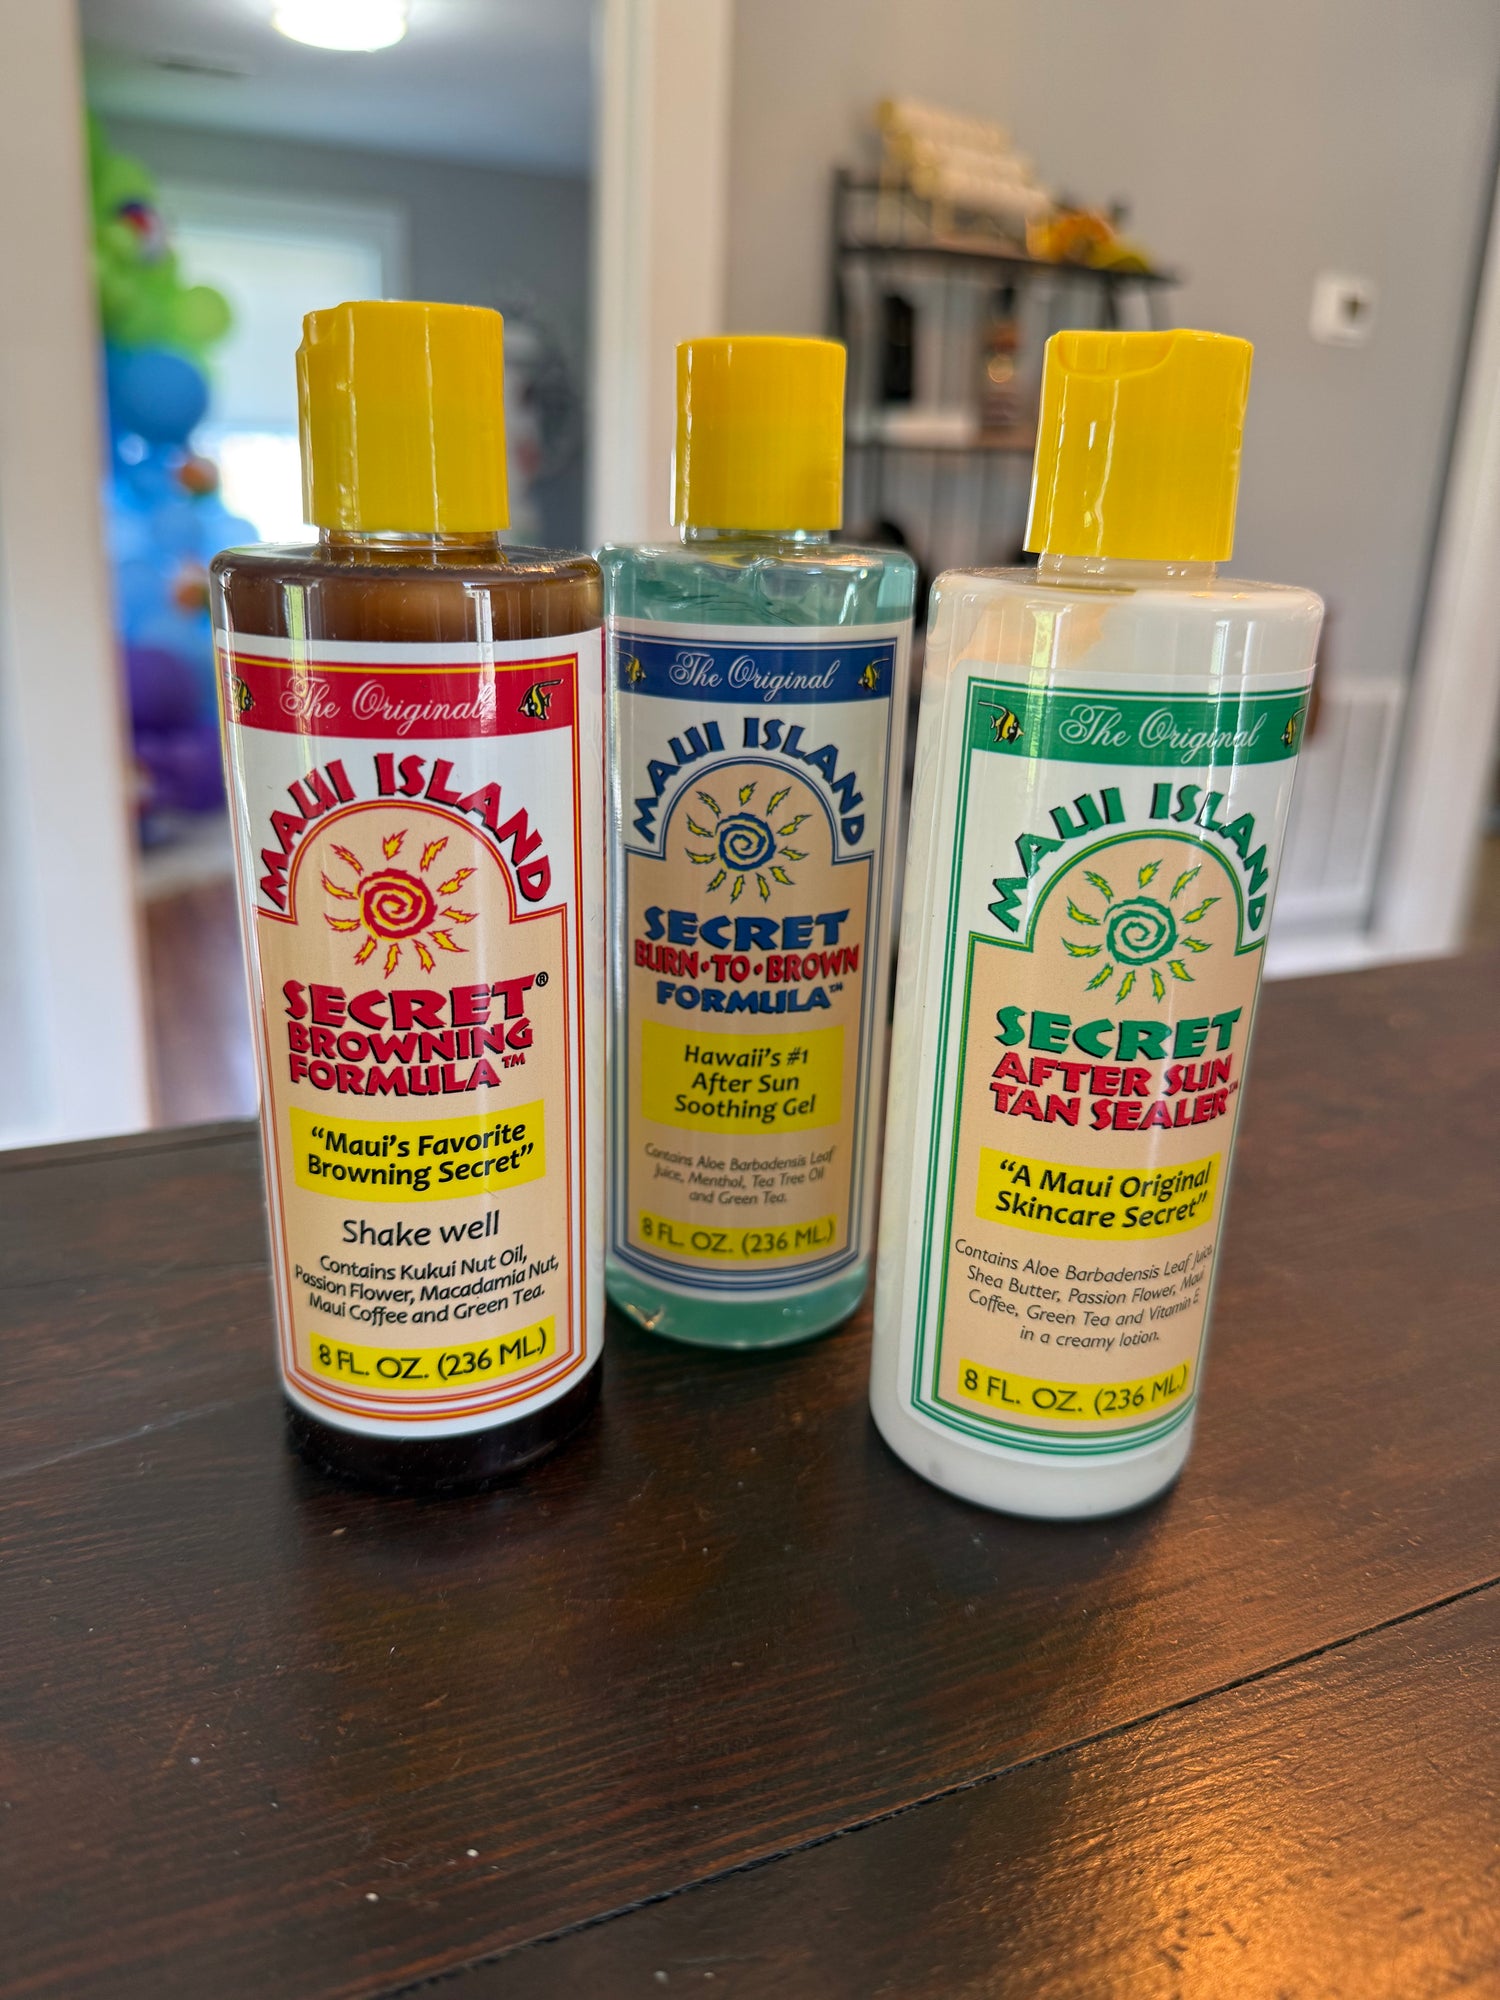 The Original
MAUI ISLAND
SECRET®
BROWNING
FORMULA™
"Maui's Favorite
Browning Secret"
Shake well
Contains Kukui Nut Oil,
Passion Flower, Macadamia Nut,
Maui Coffee and Green Tea.
8 FL. OZ. (236 ML.)
The Original
MAUI ISLAND
SECRET
BURN•TO•BROWN
FORMULA™
Hawaii's #1
After Sun
Soothing Gel
Contains Aloe Barbadensis Leaf
Juice, Menthol, Tea Tree Oil
and Green Tea.
8 FL. OZ. (236 ML.)
The Original
MAUI ISLAND
SECRET
AFTER SUN
TAN SEALER™
"A Maui Original
Skincare Secret"
Contains Aloe Barbadensis Leaf Juice,
Shea Butter, Passion Flower, Maui
Coffee, Green Tea and Vitamin E,
in a creamy lotion.
8 FL. OZ. (236 ML.)